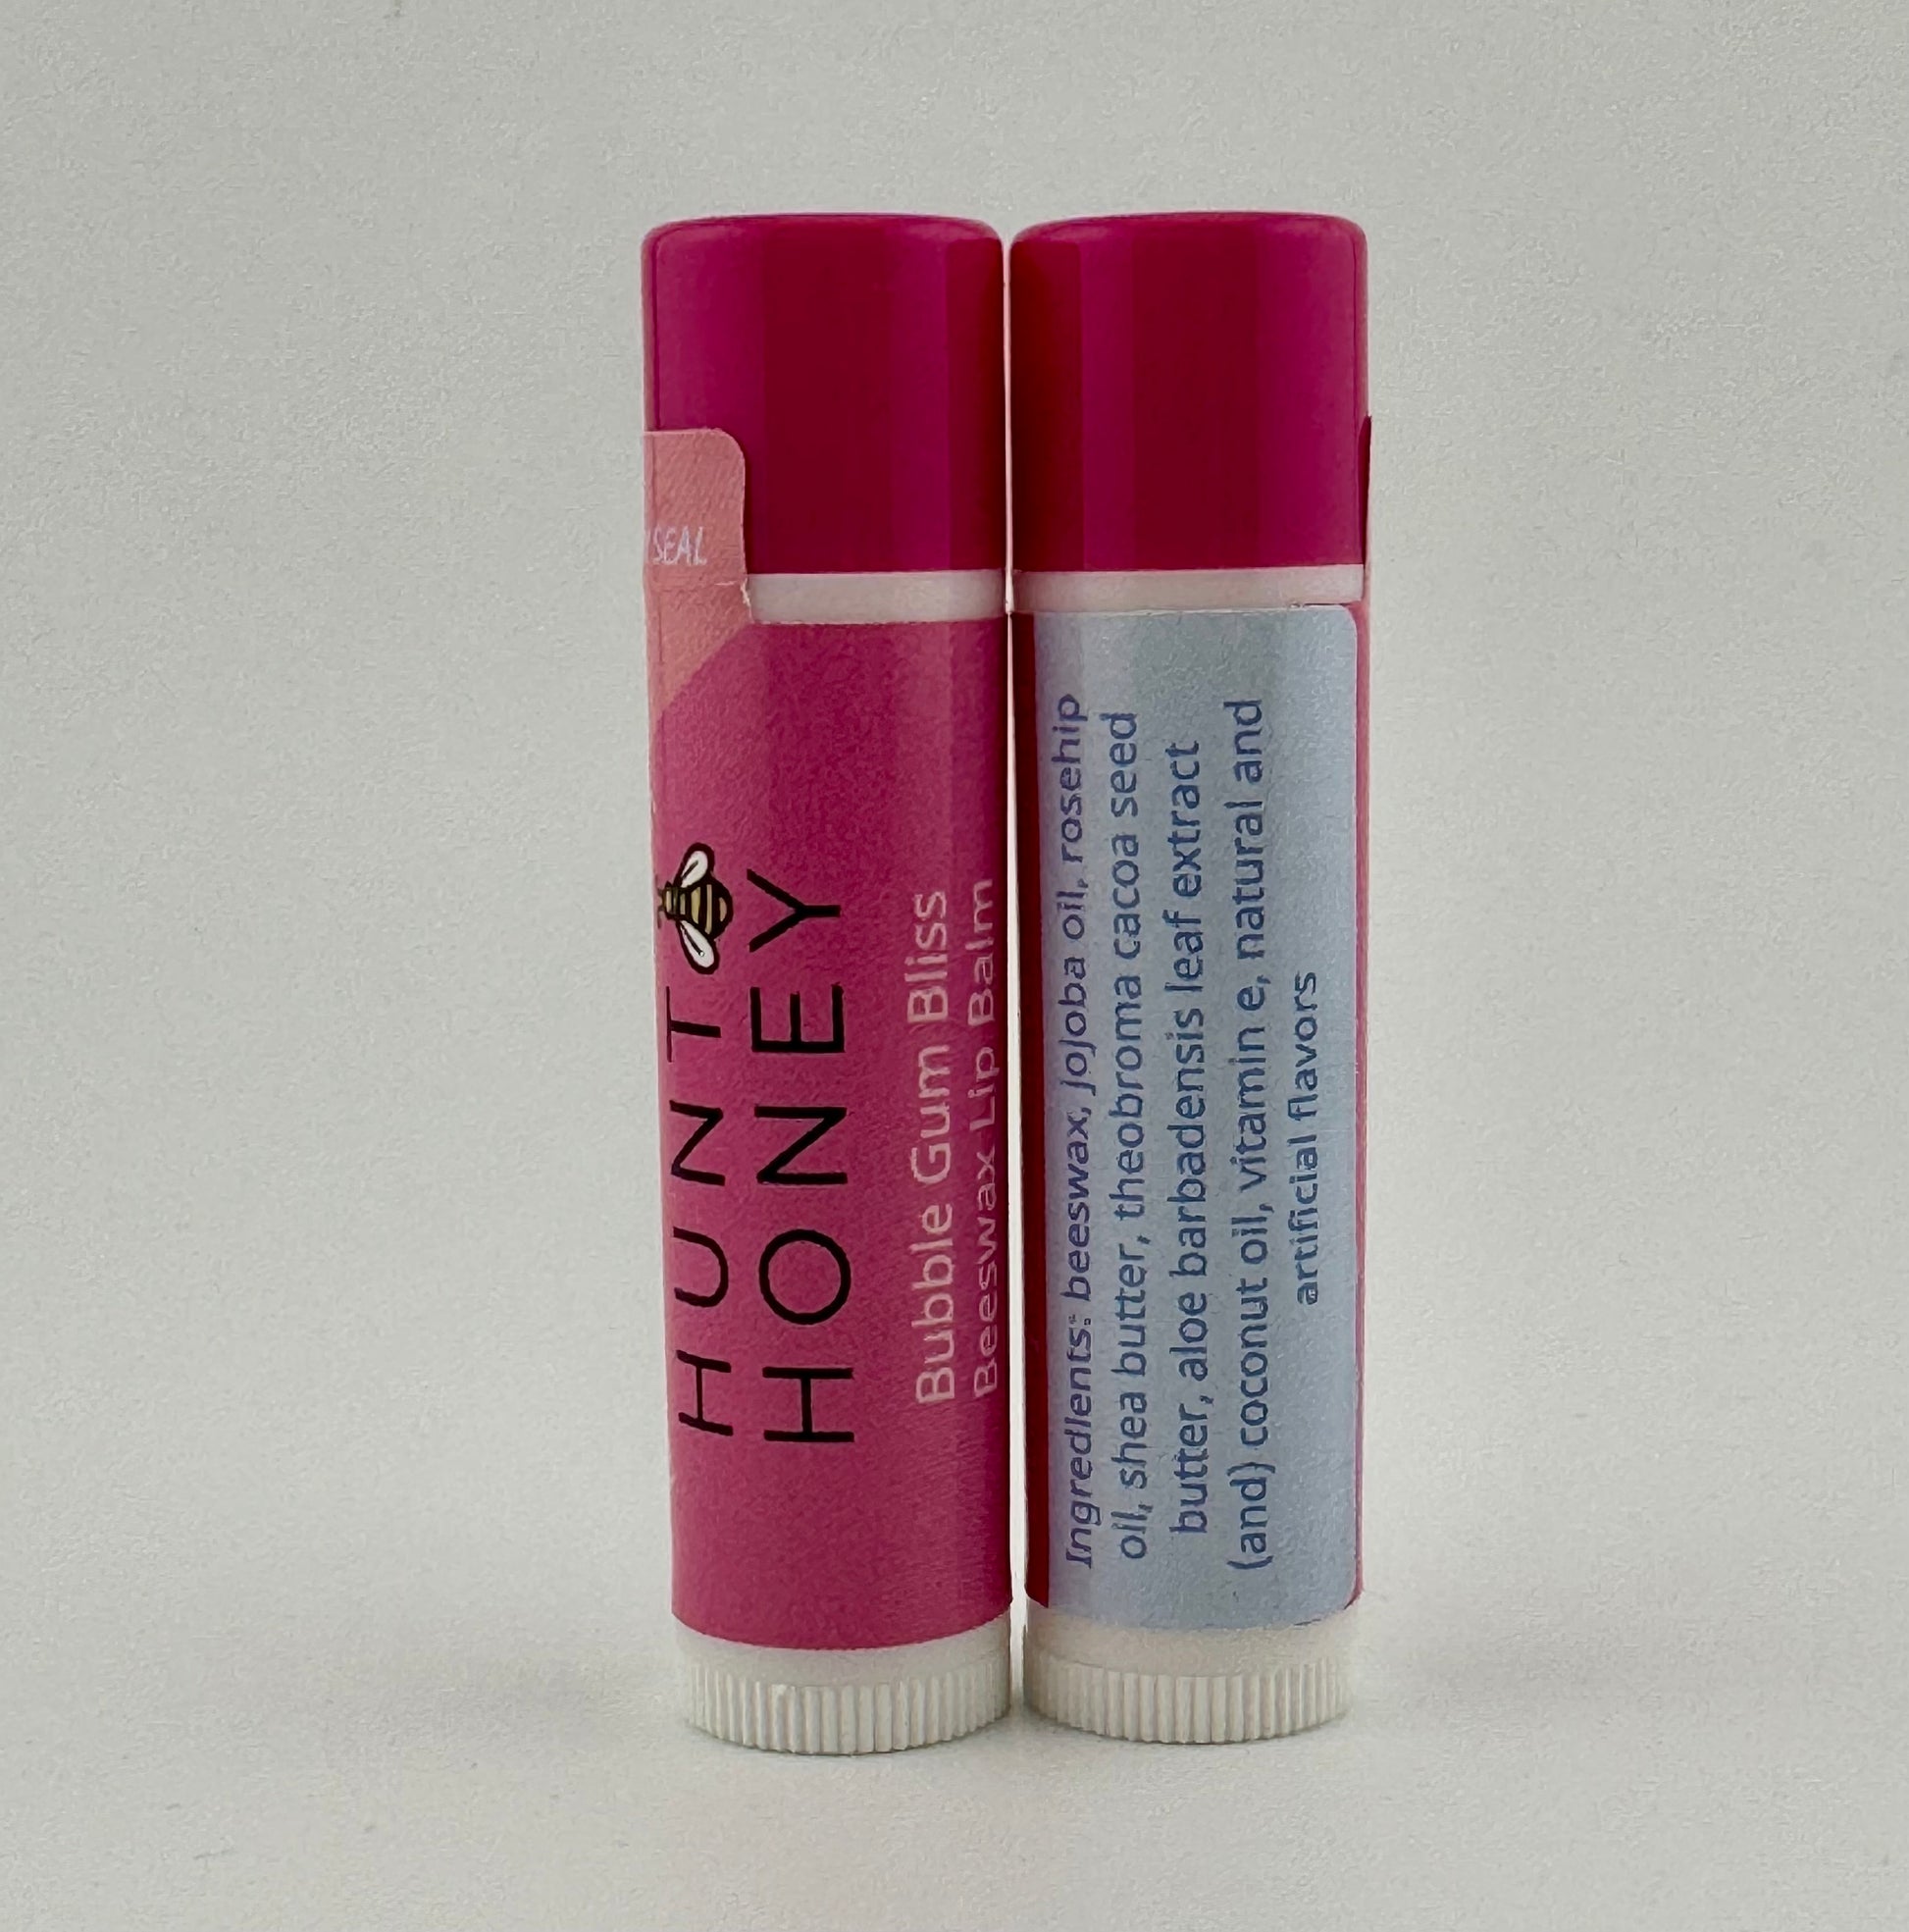 SEAL
HUNT
HONEY
Bubble Gum Bliss
Beeswax Lip Balm
Ingredients: beeswax, jojoba oil, rosehip
oil, shea butter, theobroma cacoa seed
butter, aloe barbadensis leaf extract
(and) coconut oil, vitamin e, natural and
artificial flavors